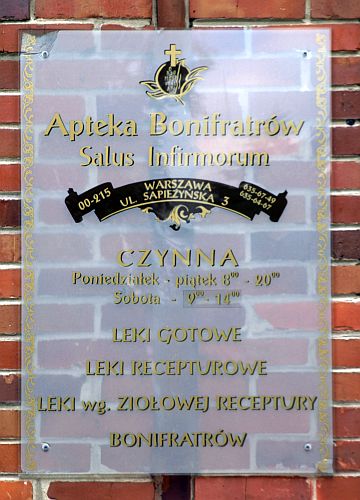 Apteka Bonifratrów
Salus Infirmorum
00-215
WARSZAWA
UL. SAPIEŻYŃSKA 3
635-67-49
635-64-67
CZYNNA
Poniedziałek - piątek 8⁰⁰ - 20⁰⁰
Sobota - 9⁰⁰ - 14⁰⁰
LEKI GOTOWE
LEKI RECEPTUROWE
LEKI wg. ZIOŁOWEJ RECEPTURY
BONIFRATRÓW